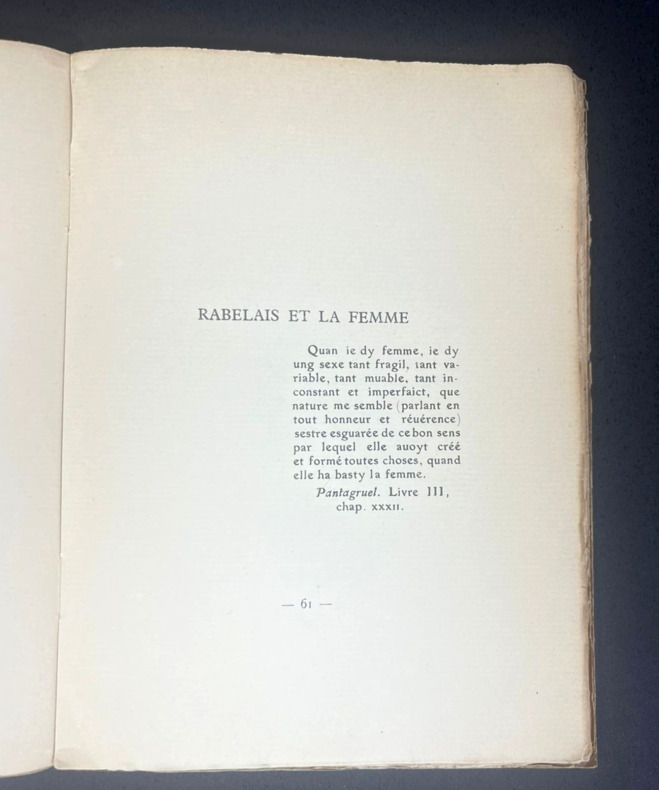 RABELAIS ET LA FEMME
Quan ie dy femme, ie dy
ung sexe tant fragil, tant va-
riable, tant muable, tant in-
constant et imperfaict, que
nature me semble (parlant en
tout honneur et réuérence)
sestre esguarée de ce bon sens
par lequel elle auoyt créé
et formé toutes choses, quand
elle ha basty la femme.
Pantagruel. Livre III,
chap. XXXII.
— 61 —